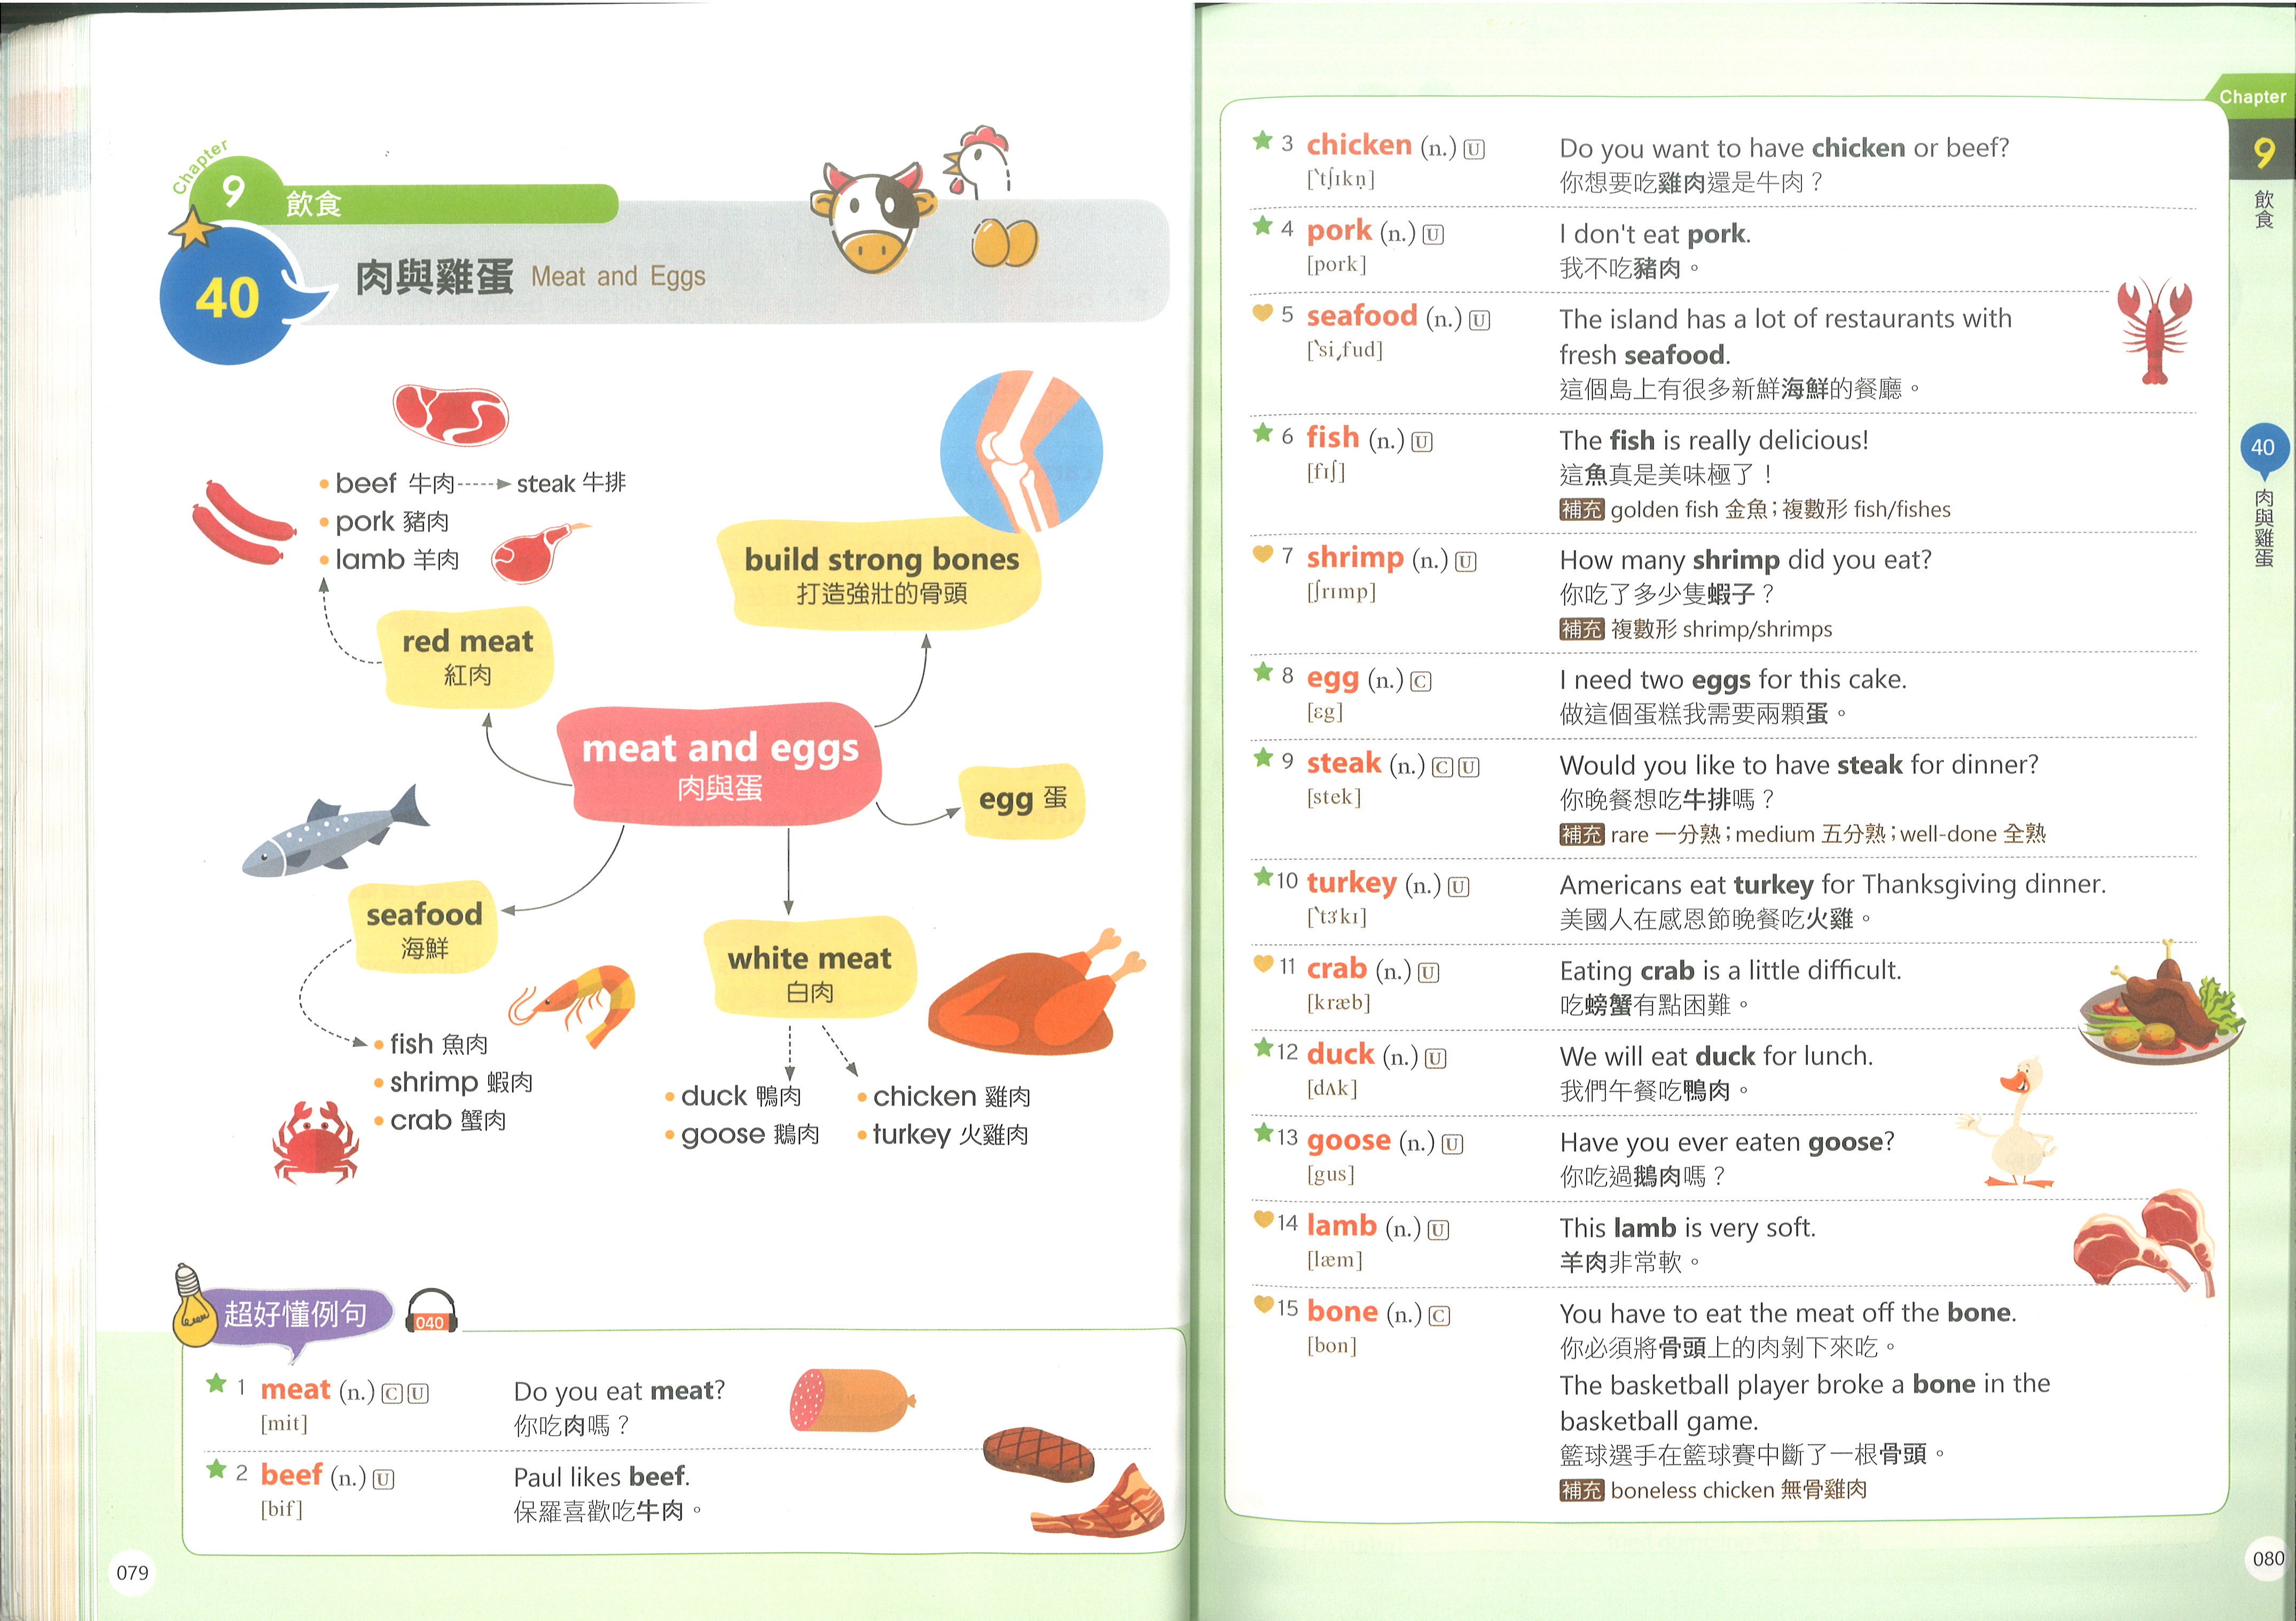 Chapter
9 飲食
40 肉與雞蛋 Meat and Eggs
• beef 牛肉 steak 牛排
• pork 豬肉
• lamb 羊肉
build strong bones
打造強壯的骨頭
red meat
紅肉
meat and eggs
肉與蛋
egg 蛋
seafood
海鮮
white meat
白肉
• fish 魚肉
• shrimp 蝦肉
• crab 蟹肉
• duck 鴨肉
• goose 鵝肉
• chicken 雞肉
• turkey 火雞肉
超好懂例句 040
1 meat (n.) C U Do you eat meat?
[mit] 你吃肉嗎？
2 beef (n.) U Paul likes beef.
[bif] 保羅喜歡吃牛肉。
079
3 chicken (n.) U Do you want to have chicken or beef?
[ˋtʃɪkṇ] 你想要吃雞肉還是牛肉？
4 pork (n.) U I don't eat pork.
[pork] 我不吃豬肉。
5 seafood (n.) U The island has a lot of restaurants with
[ˋsi͵fud] fresh seafood.
這個島上有很多新鮮海鮮的餐廳。
6 fish (n.) U The fish is really delicious!
[fɪʃ] 這魚真是美味極了！
補充 golden fish 金魚；複數形 fish/fishes
7 shrimp (n.) U How many shrimp did you eat?
[ʃrɪmp] 你吃了多少隻蝦子？
補充 複數形 shrimp/shrimps
8 egg (n.) C I need two eggs for this cake.
[ɛg] 做這個蛋糕我需要兩顆蛋。
9 steak (n.) C U Would you like to have steak for dinner?
[stek] 你晚餐想吃牛排嗎？
補充 rare 一分熟；medium 五分熟；well-done 全熟
10 turkey (n.) U Americans eat turkey for Thanksgiving dinner.
[ˋtɝkɪ] 美國人在感恩節晚餐吃火雞。
11 crab (n.) U Eating crab is a little difficult.
[kræb] 吃螃蟹有點困難。
12 duck (n.) U We will eat duck for lunch.
[dʌk] 我們午餐吃鴨肉。
13 goose (n.) U Have you ever eaten goose?
[gus] 你吃過鵝肉嗎？
14 lamb (n.) U This lamb is very soft.
[læm] 羊肉非常軟。
15 bone (n.) C You have to eat the meat off the bone.
[bon] 你必須將骨頭上的肉剝下來吃。
The basketball player broke a bone in the
basketball game.
籃球選手在籃球賽中斷了一根骨頭。
補充 boneless chicken 無骨雞肉
Chapter
9
飲食
40
肉與雞蛋
080